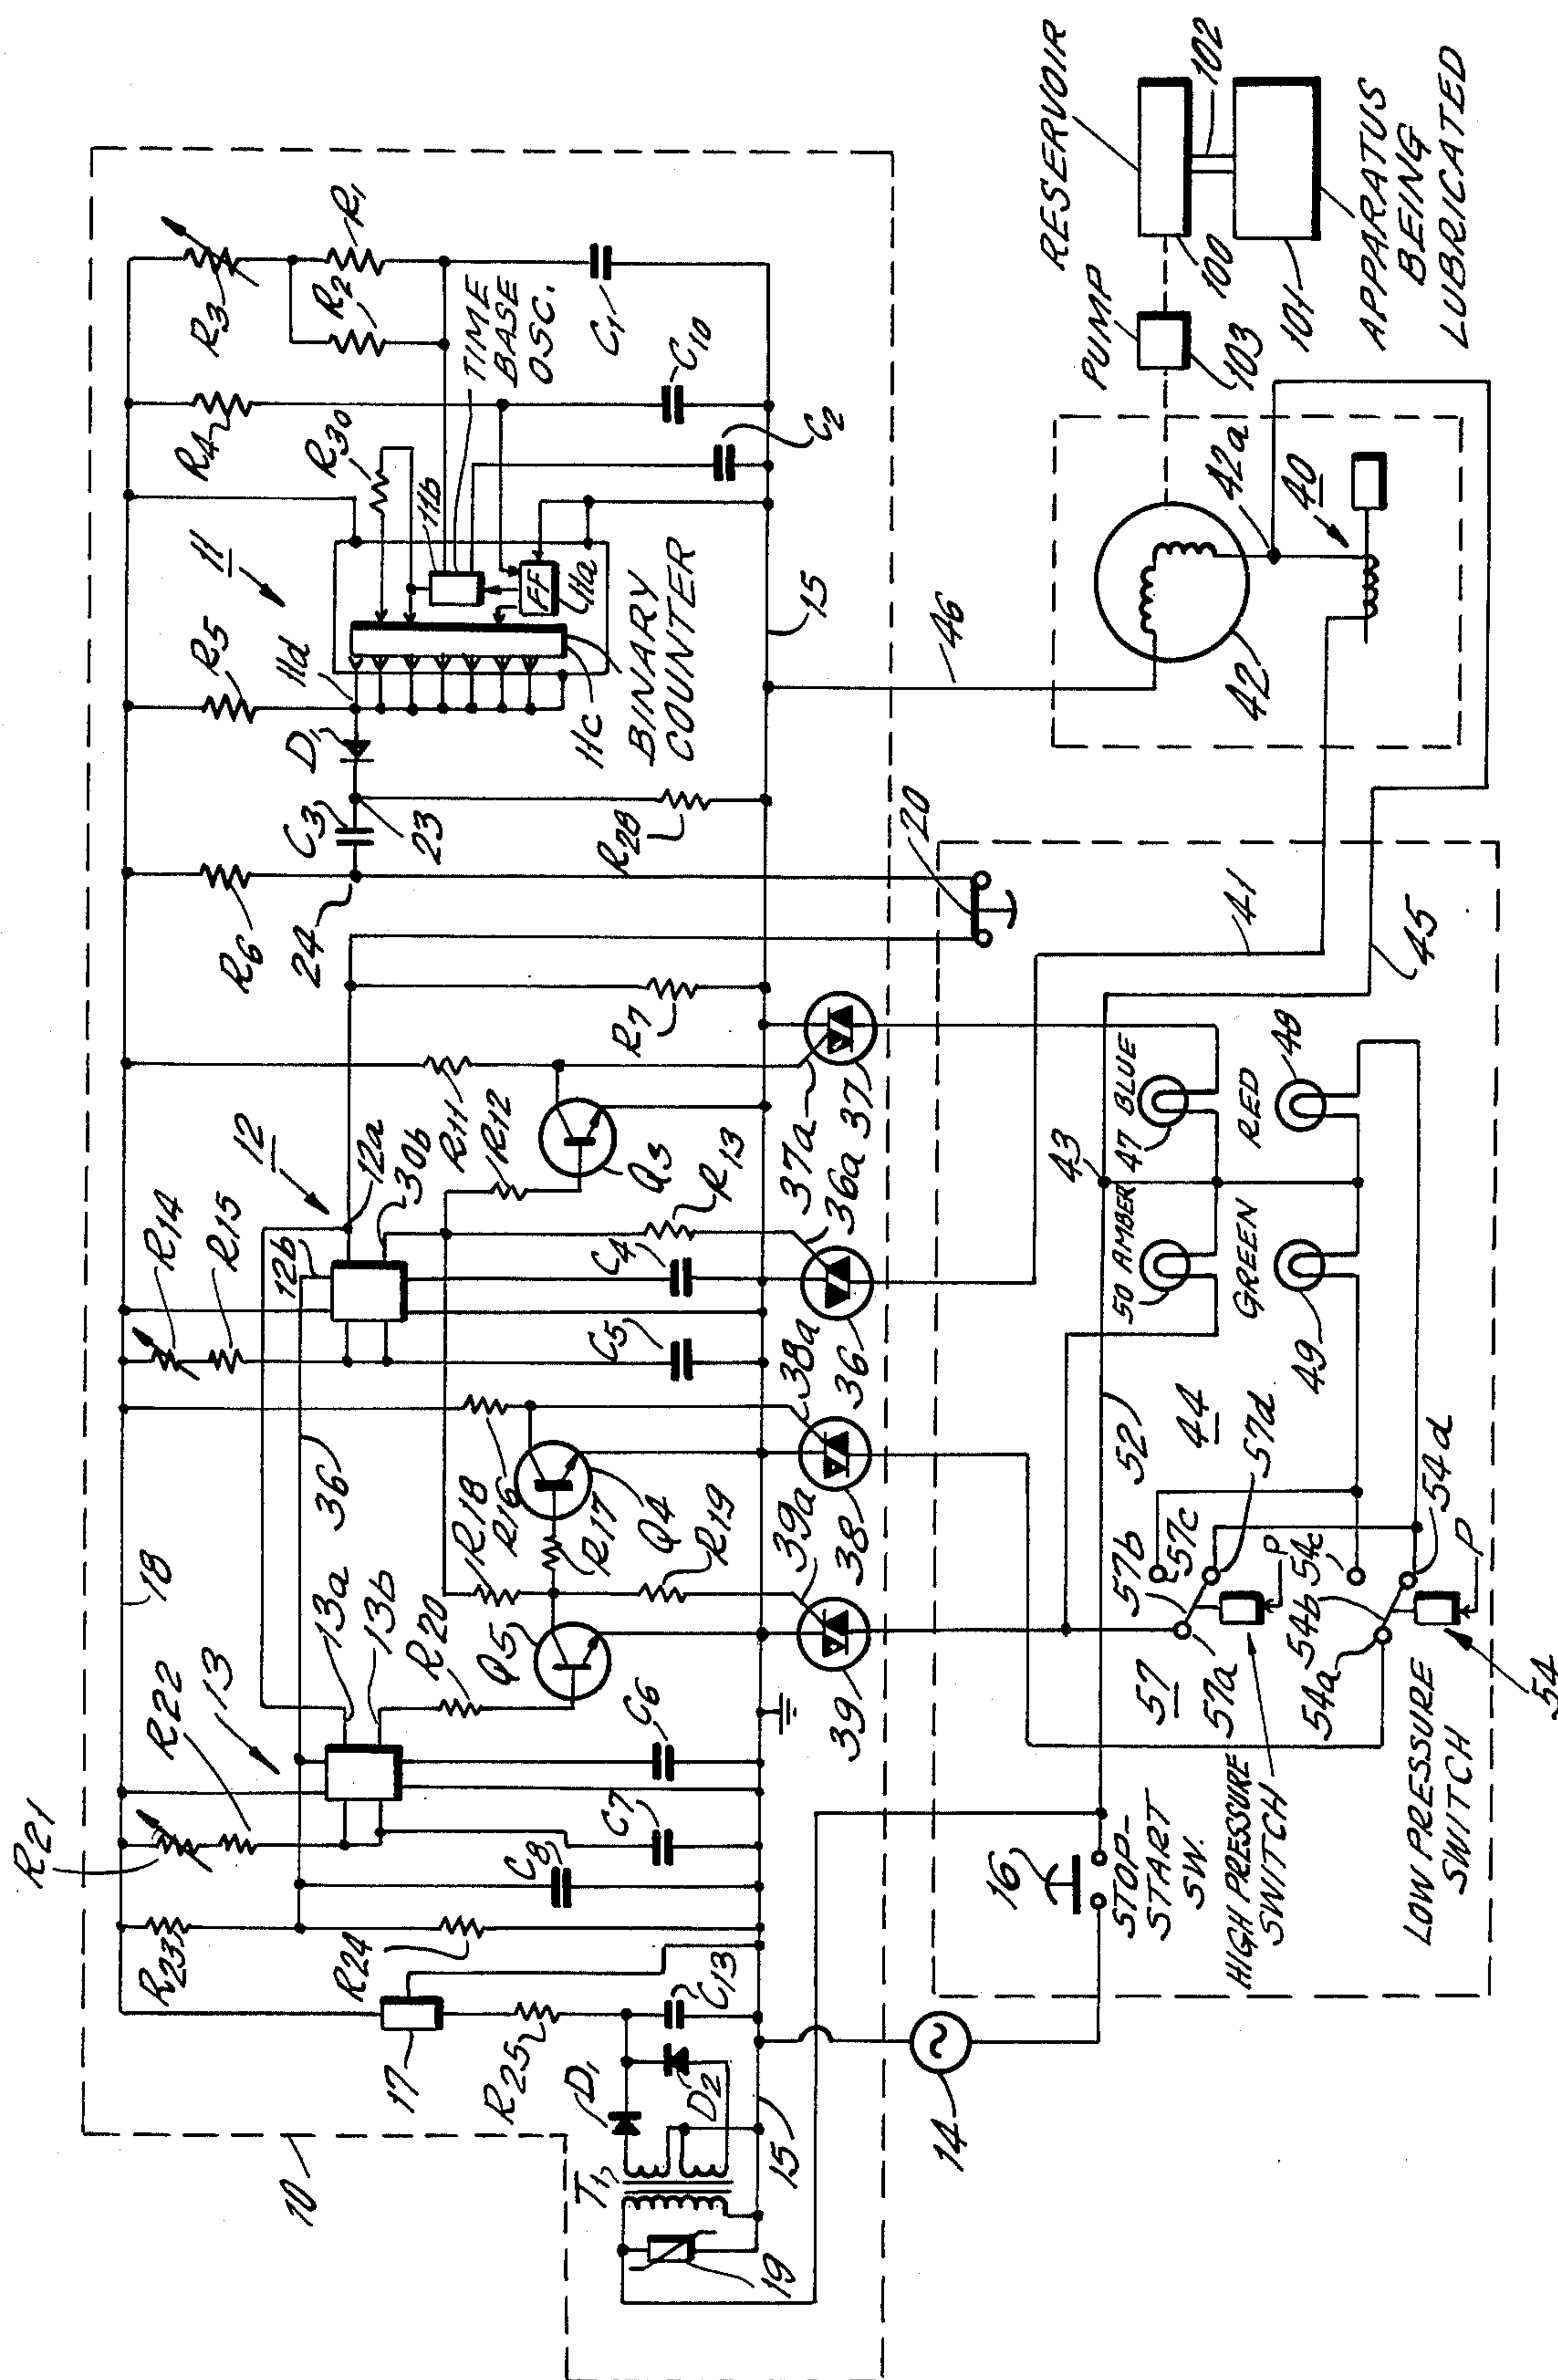 R21
R22
13
18
36
R14
R15
12b
12
12a
30b
R6
24
C3
23
D1
R5
11d
11
R4
R30
R3
R2
R1
11b
TIME
BASE
OSC.
FF
11a
11c
BINARY
COUNTER
C1
C10
C2
R23
R24
17
R25
D1
D2
C13
T1
19
15
10
C8
C7
C6
13a
13b
R20
Q5
R18
R16
R17
Q4
R19
C5
C4
R11
R12
Q3
R13
R7
R28
15
39
39a
38
38a
36
36a
37a
37
20
46
14
16
STOP-
START
SW.
HIGH PRESSURE
SWITCH
LOW PRESSURE
SWITCH
57
57a
57b
57c
57d
54a
54b
54c
54d
54
P
P
44
52
43
50 AMBER
47 BLUE
GREEN
RED
49
48
41
45
42
42a
40
PUMP
103
RESERVOIR
100
102
101
APPARATUS
BEING
LUBRICATED